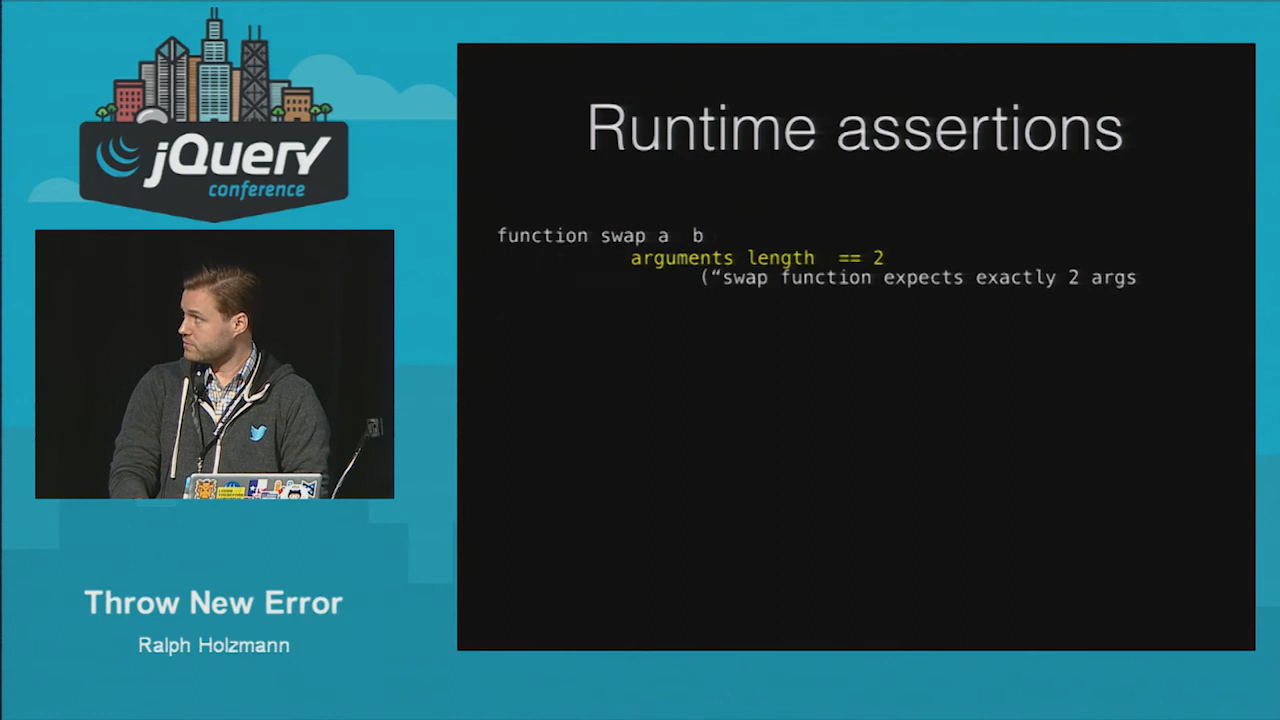 jQuery
conference
Runtime assertions
function swap a b
arguments length == 2
(“swap function expects exactly 2 args
Throw New Error
Ralph Holzmann